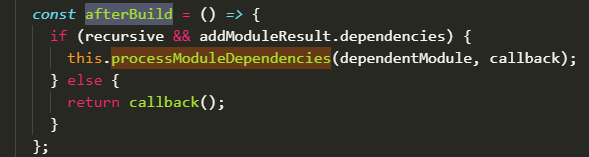 const afterBuild = () => {
if (recursive && addModuleResult.dependencies) {
this.processModuleDependencies(dependentModule, callback);
} else {
return callback();
}
};